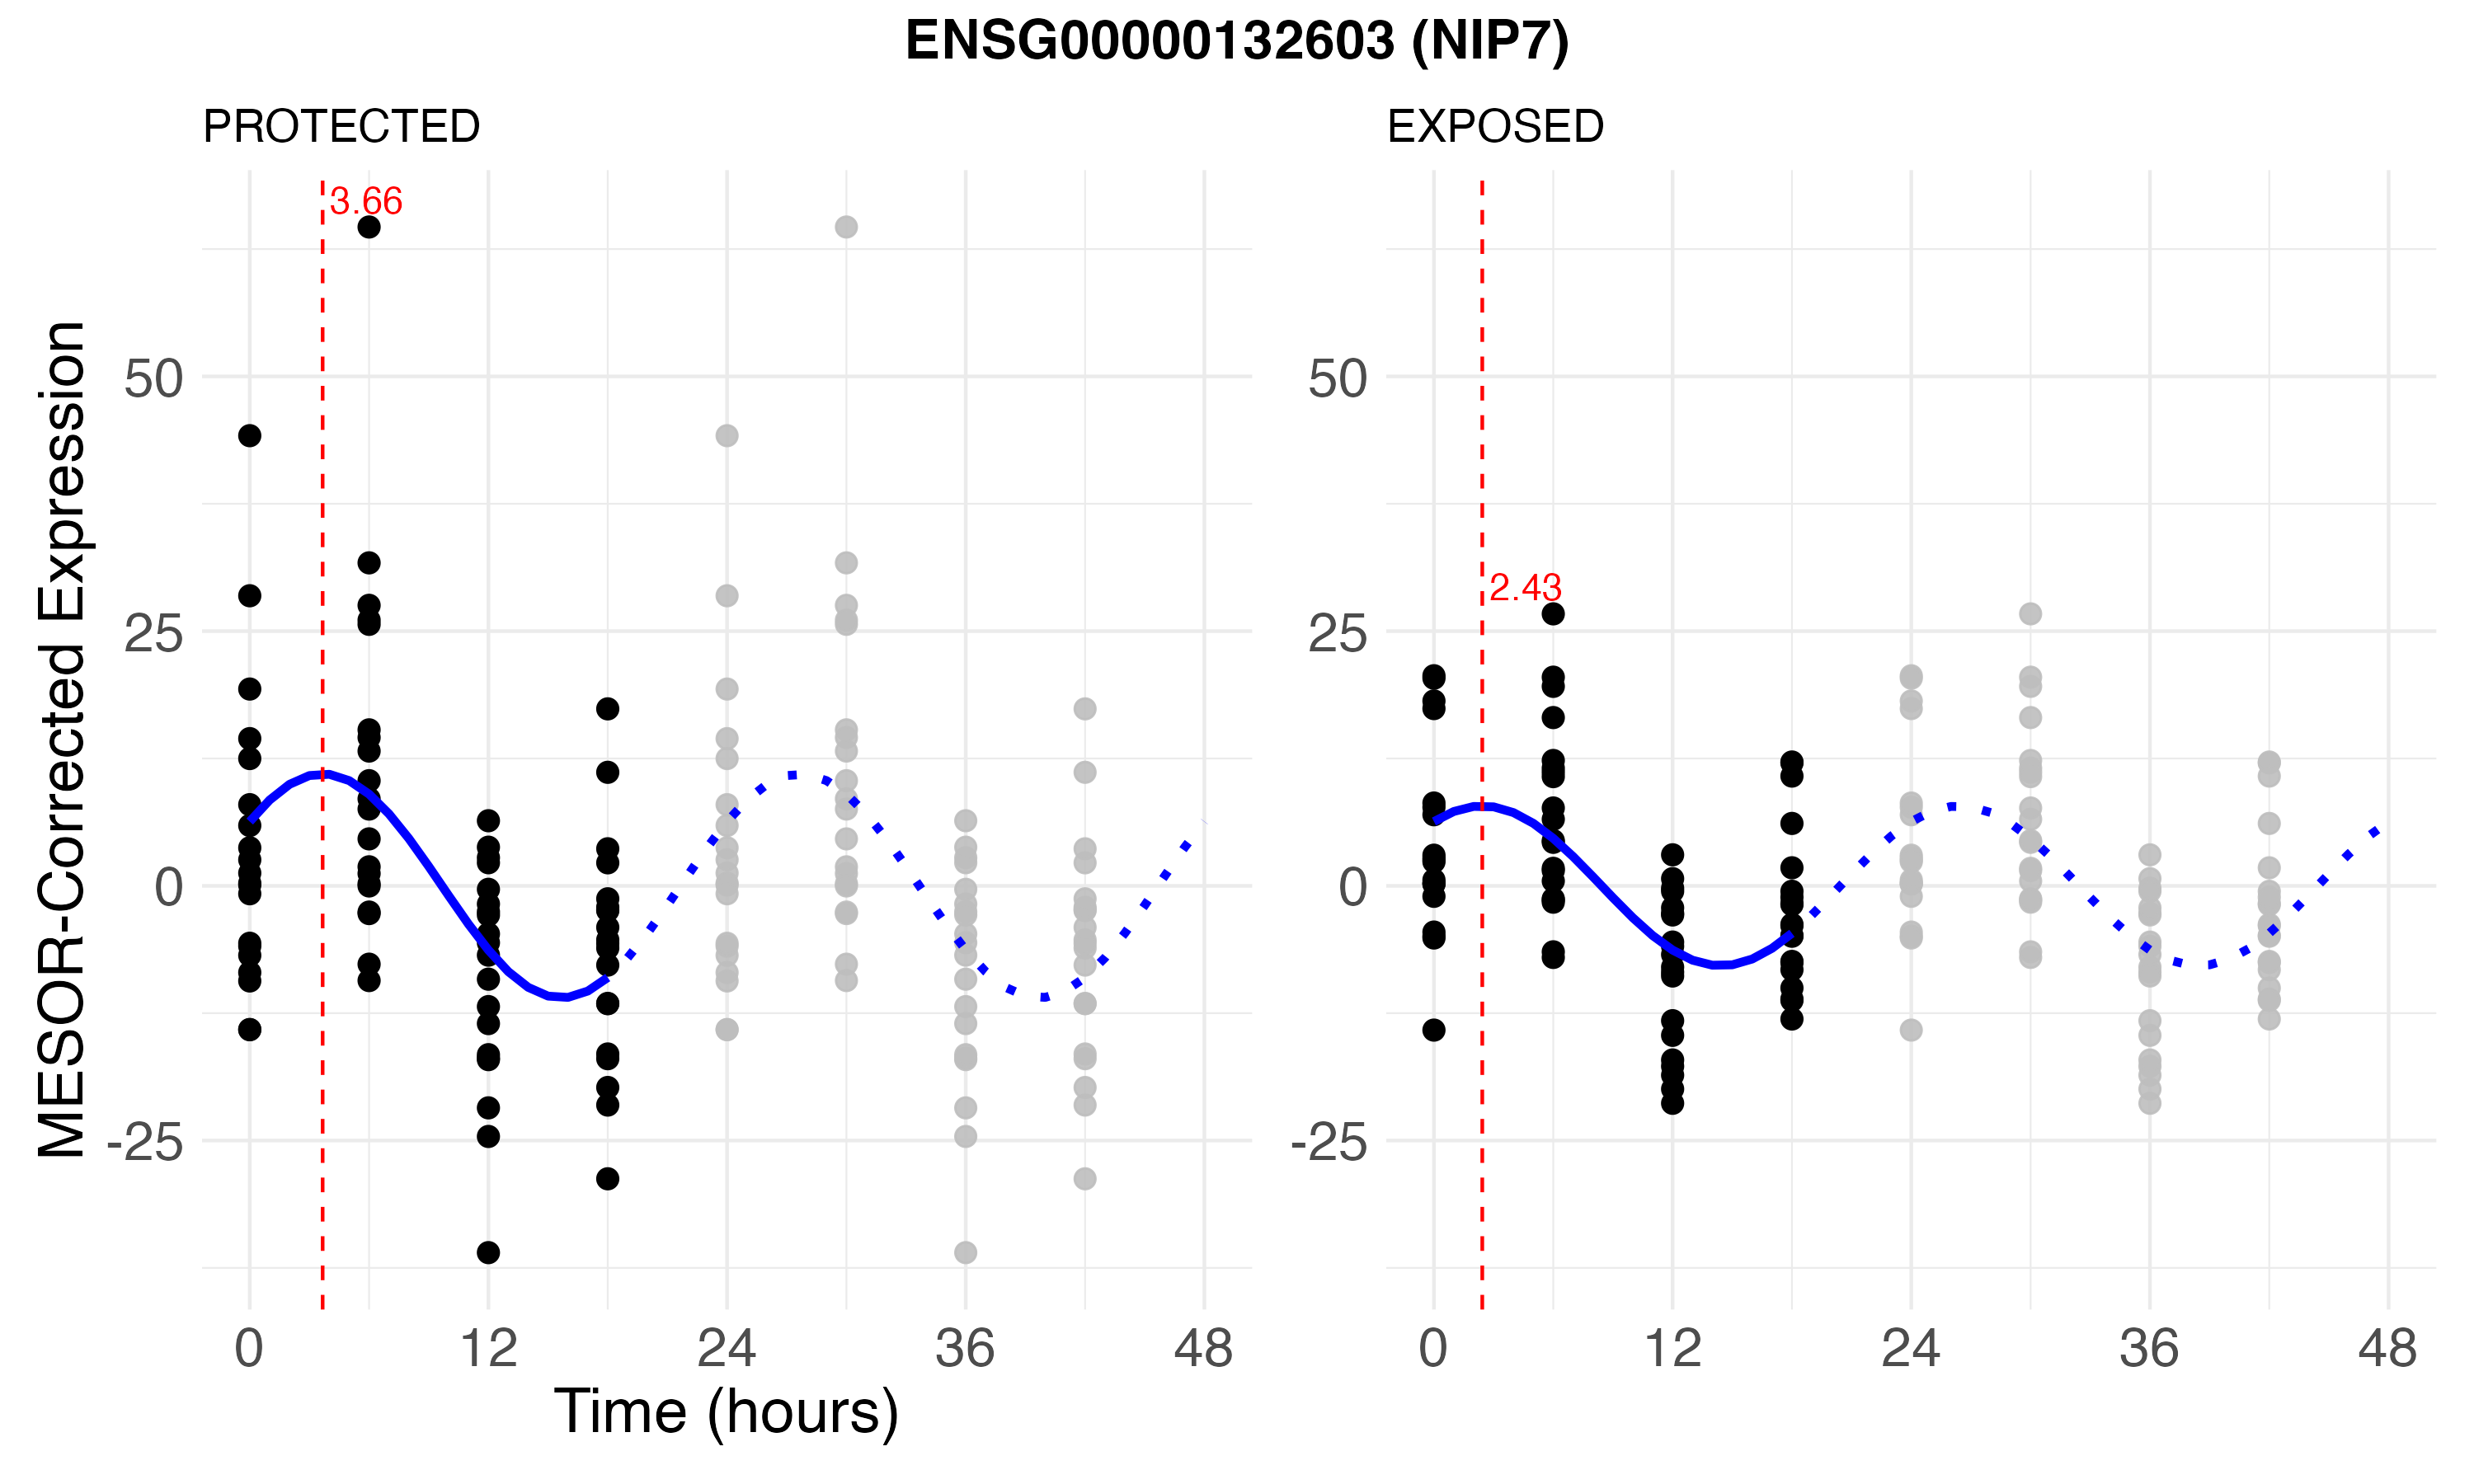 ENSG00000132603 (NIP7)
PROTECTED
EXPOSED
3.66
2.43
MESOR-Corrected Expression
50
25
0
-25
50
25
0
-25
0 12 24 36 48
0 12 24 36 48
Time (hours)